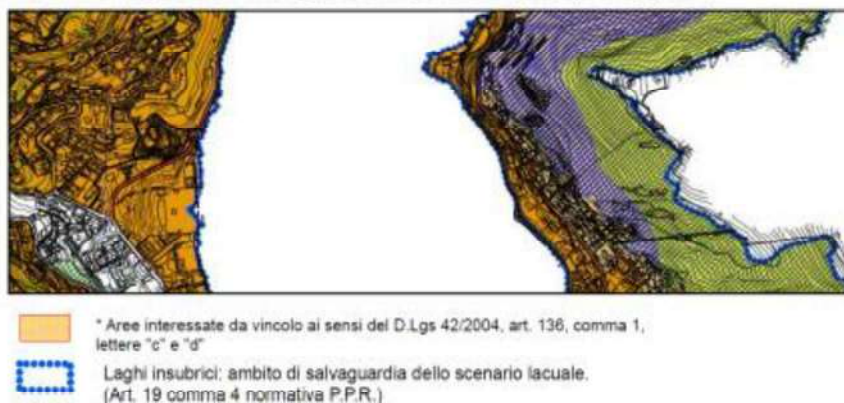 * Aree interessate da vincolo ai sensi del D.Lgs 42/2004, art. 136, comma 1,
lettere "c" e "d"
Laghi insubrici: ambito di salvaguardia dello scenario lacuale.
(Art. 19 comma 4 normativa P.P.R.)